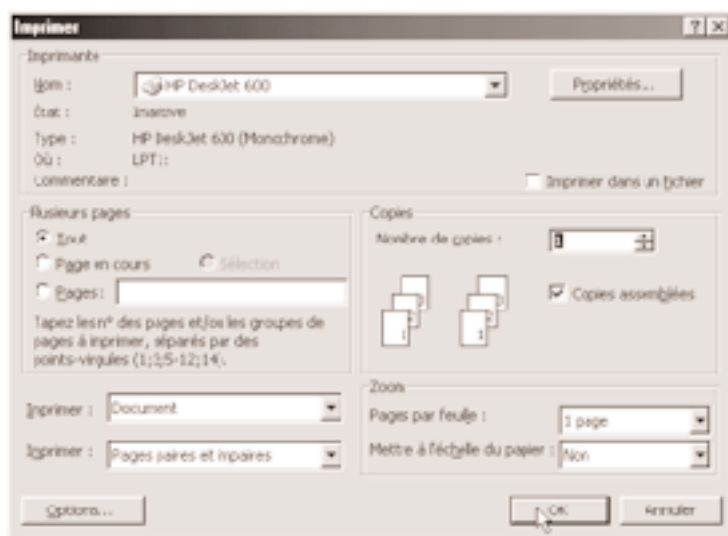 Imprimer
Imprimante
Nom : HP DeskJet 600 Propriétés...
État : Inactive
Type : HP DeskJet 600 (Monochrome)
Où : LPT1:
Commentaire : Imprimer dans un fichier
Plusieurs pages
Tout
Page en cours Sélection
Pages :
Tapez les n° des pages et/ou les groupes de
pages à imprimer, séparés par des
points-virgules (1;3;5-12;14).
Copies
Nombre de copies : 1
Copies assemblées
Imprimer : Document
Imprimer : Pages paires et impaires
Zoom
Pages par feuille : 1 page
Mettre à l'échelle du papier : Non
Options... OK Annuler